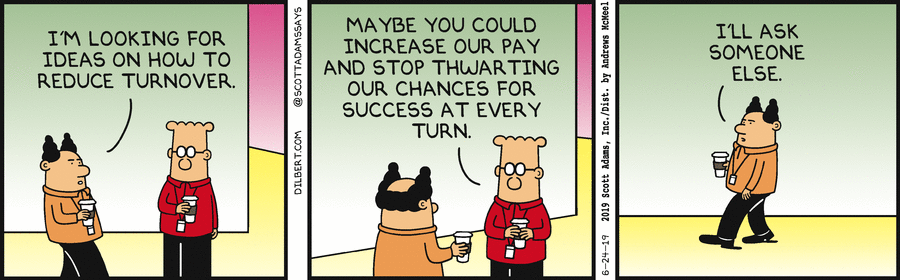 I'M LOOKING FOR
IDEAS ON HOW TO
REDUCE TURNOVER.
DILBERT.COM @SCOTTADAMSSAYS
MAYBE YOU COULD
INCREASE OUR PAY
AND STOP THWARTING
OUR CHANCES FOR
SUCCESS AT EVERY
TURN.
6-24-19 2019 Scott Adams, Inc./Dist. by Andrews McMeel
I'LL ASK
SOMEONE
ELSE.